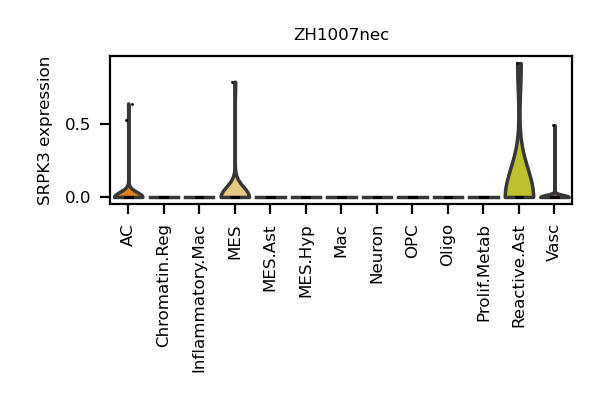 ZH1007nec
SRPK3 expression
0.5
0.0
AC
Chromatin.Reg
Inflammatory.Mac
MES
MES.Ast
MES.Hyp
Mac
Neuron
OPC
Oligo
Prolif.Metab
Reactive.Ast
Vasc